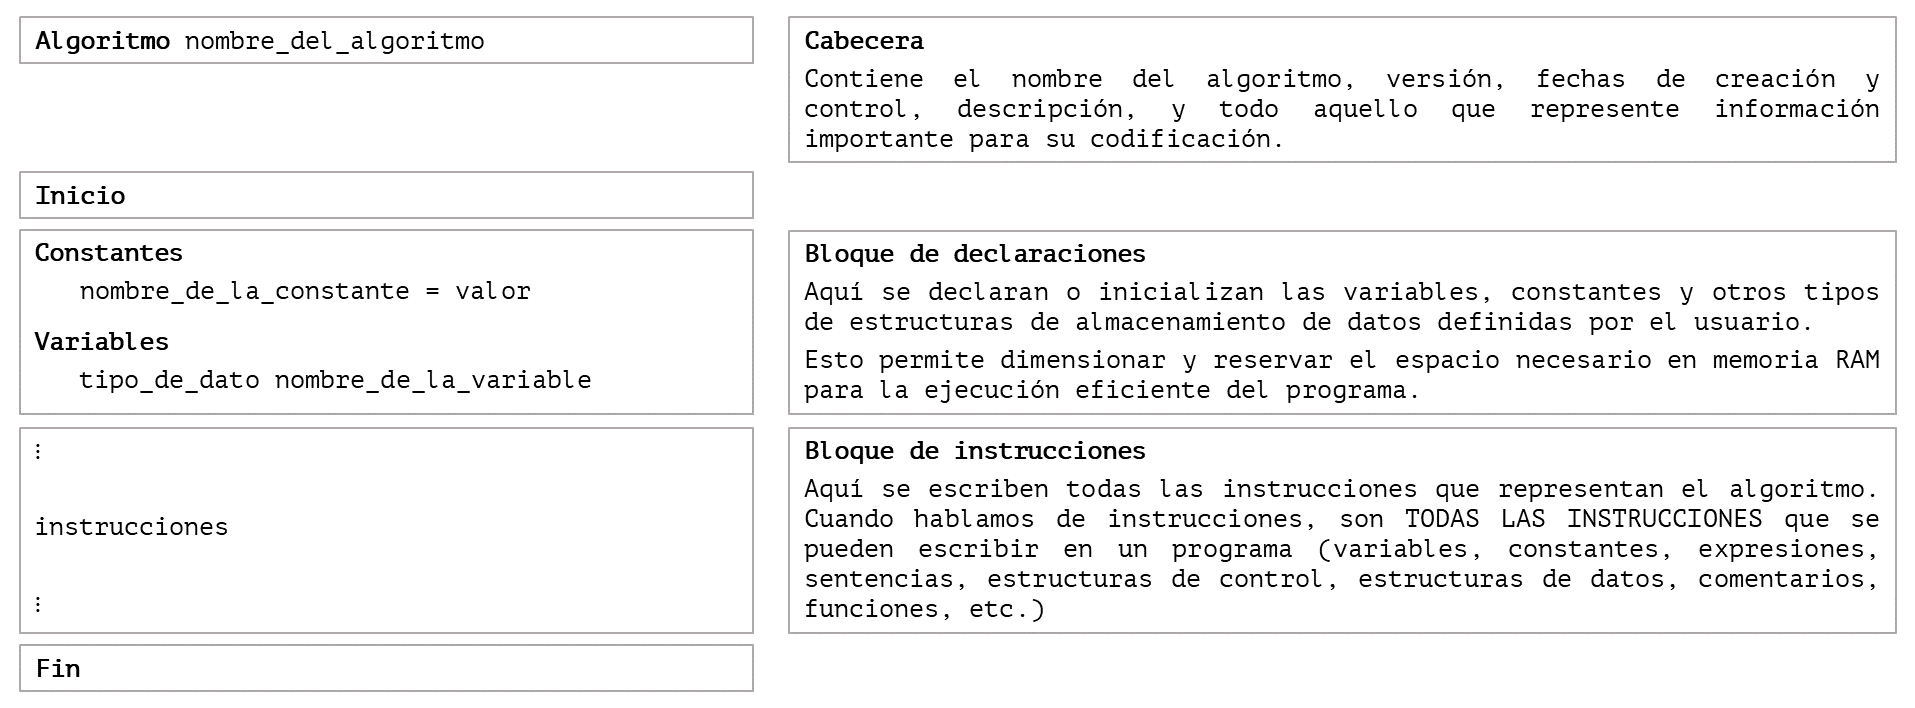 Algoritmo nombre_del_algoritmo
Cabecera
Contiene el nombre del algoritmo, versión, fechas de creación y
control, descripción, y todo aquello que represente información
importante para su codificación.
Inicio
Constantes
nombre_de_la_constante = valor
Variables
tipo_de_dato nombre_de_la_variable
Bloque de declaraciones
Aquí se declaran o inicializan las variables, constantes y otros tipos
de estructuras de almacenamiento de datos definidas por el usuario.
Esto permite dimensionar y reservar el espacio necesario en memoria RAM
para la ejecución eficiente del programa.
⋮
instrucciones
⋮
Bloque de instrucciones
Aquí se escriben todas las instrucciones que representan el algoritmo.
Cuando hablamos de instrucciones, son TODAS LAS INSTRUCCIONES que se
pueden escribir en un programa (variables, constantes, expresiones,
sentencias, estructuras de control, estructuras de datos, comentarios,
funciones, etc.)
Fin